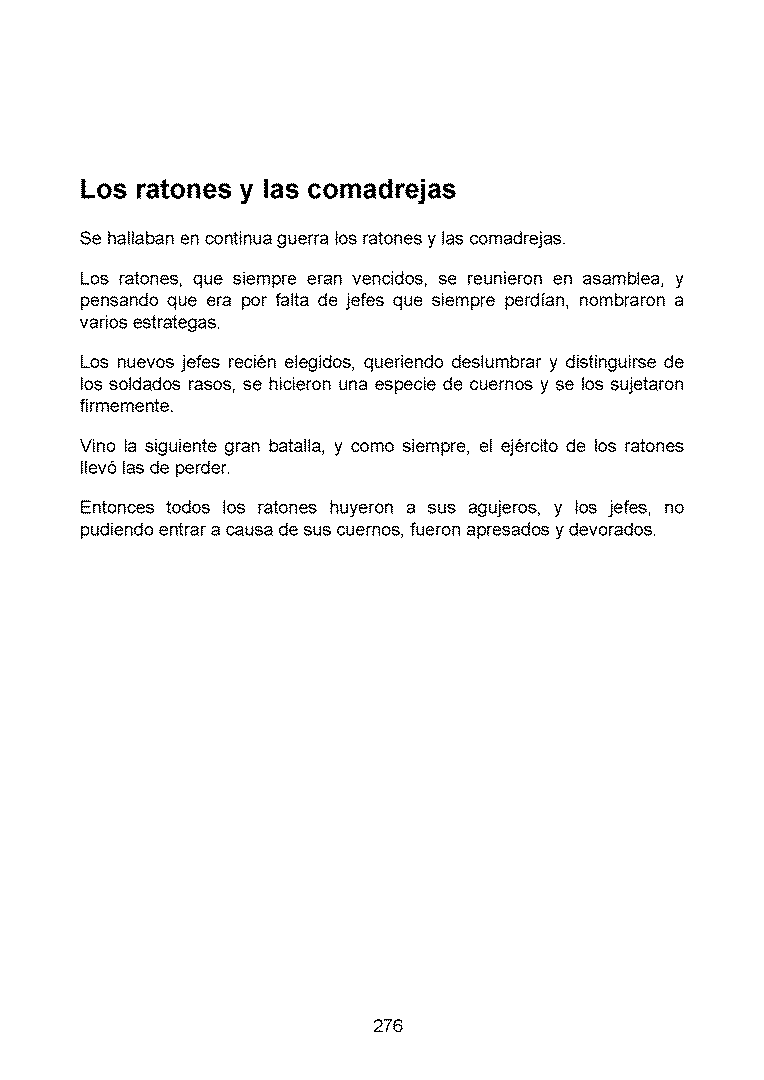 Los ratones y las comadrejas
Se hallaban en continua guerra los ratones y las comadrejas.
Los ratones, que siempre eran vencidos, se reunieron en asamblea, y
pensando que era por falta de jefes que siempre perdían, nombraron a
varios estrategas.
Los nuevos jefes recién elegidos, queriendo deslumbrar y distinguirse de
los soldados rasos, se hicieron una especie de cuernos y se los sujetaron
firmemente.
Vino la siguiente gran batalla, y como siempre, el ejército de los ratones
llevó las de perder.
Entonces todos los ratones huyeron a sus agujeros, y los jefes, no
pudiendo entrar a causa de sus cuernos, fueron apresados y devorados.
276